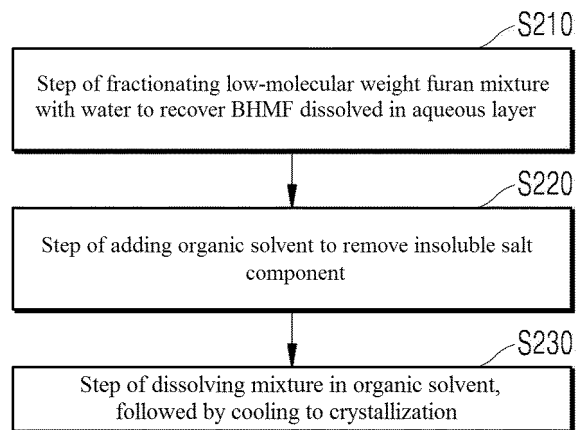 S210
Step of fractionating low-molecular weight furan mixture
with water to recover BHMF dissolved in aqueous layer
S220
Step of adding organic solvent to remove insoluble salt
component
S230
Step of dissolving mixture in organic solvent,
followed by cooling to crystallization